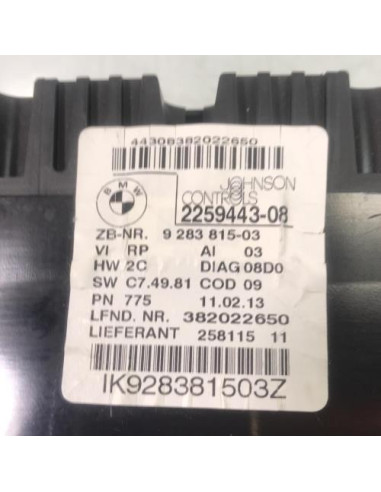 44308382022650
BMW
JOHNSON
CONTROLS
2259443-08
ZB-NR. 9 283 815-03
VI RP AI 03
HW 2C DIAG 08D0
SW C7.49.81 COD 09
PN 775 11.02.13
LFND. NR. 382022650
LIEFERANT 258115 11
IK928381503Z